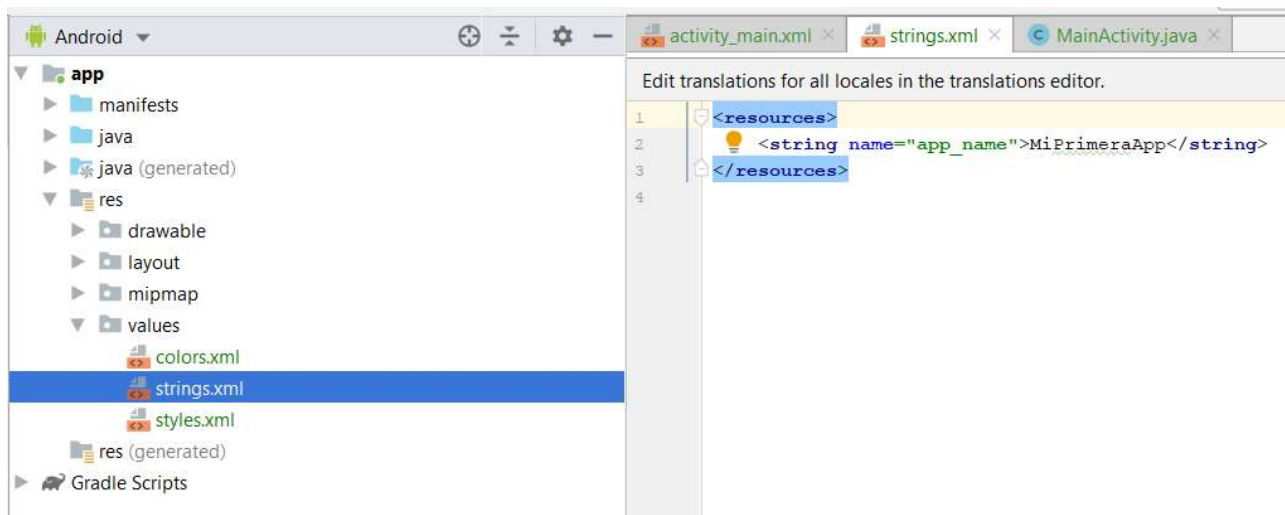 Android
app
manifests
java
java (generated)
res
drawable
layout
mipmap
values
colors.xml
strings.xml
styles.xml
res (generated)
Gradle Scripts
activity_main.xml strings.xml MainActivity.java
Edit translations for all locales in the translations editor.
1 <resources>
2 <string name="app_name">MiPrimeraApp</string>
3 </resources>
4